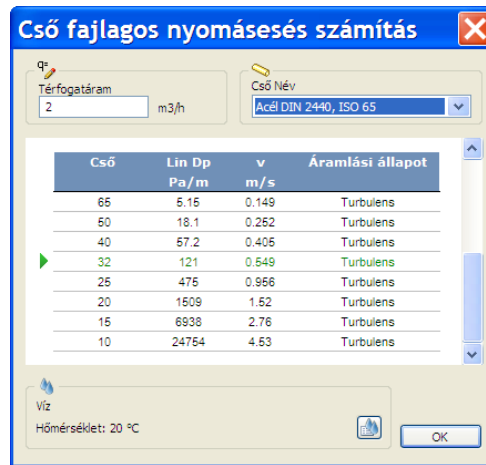 Cső fajlagos nyomásesés számítás
q=
Térfogatáram
2 m3/h
Cső Név
Acél DIN 2440, ISO 65
Cső Lin Dp v Áramlási állapot
Pa/m m/s
65 5.15 0.149 Turbulens
50 18.1 0.252 Turbulens
40 57.2 0.405 Turbulens
32 121 0.549 Turbulens
25 475 0.956 Turbulens
20 1509 1.52 Turbulens
15 6938 2.76 Turbulens
10 24754 4.53 Turbulens
Víz
Hőmérséklet: 20 ºC
OK